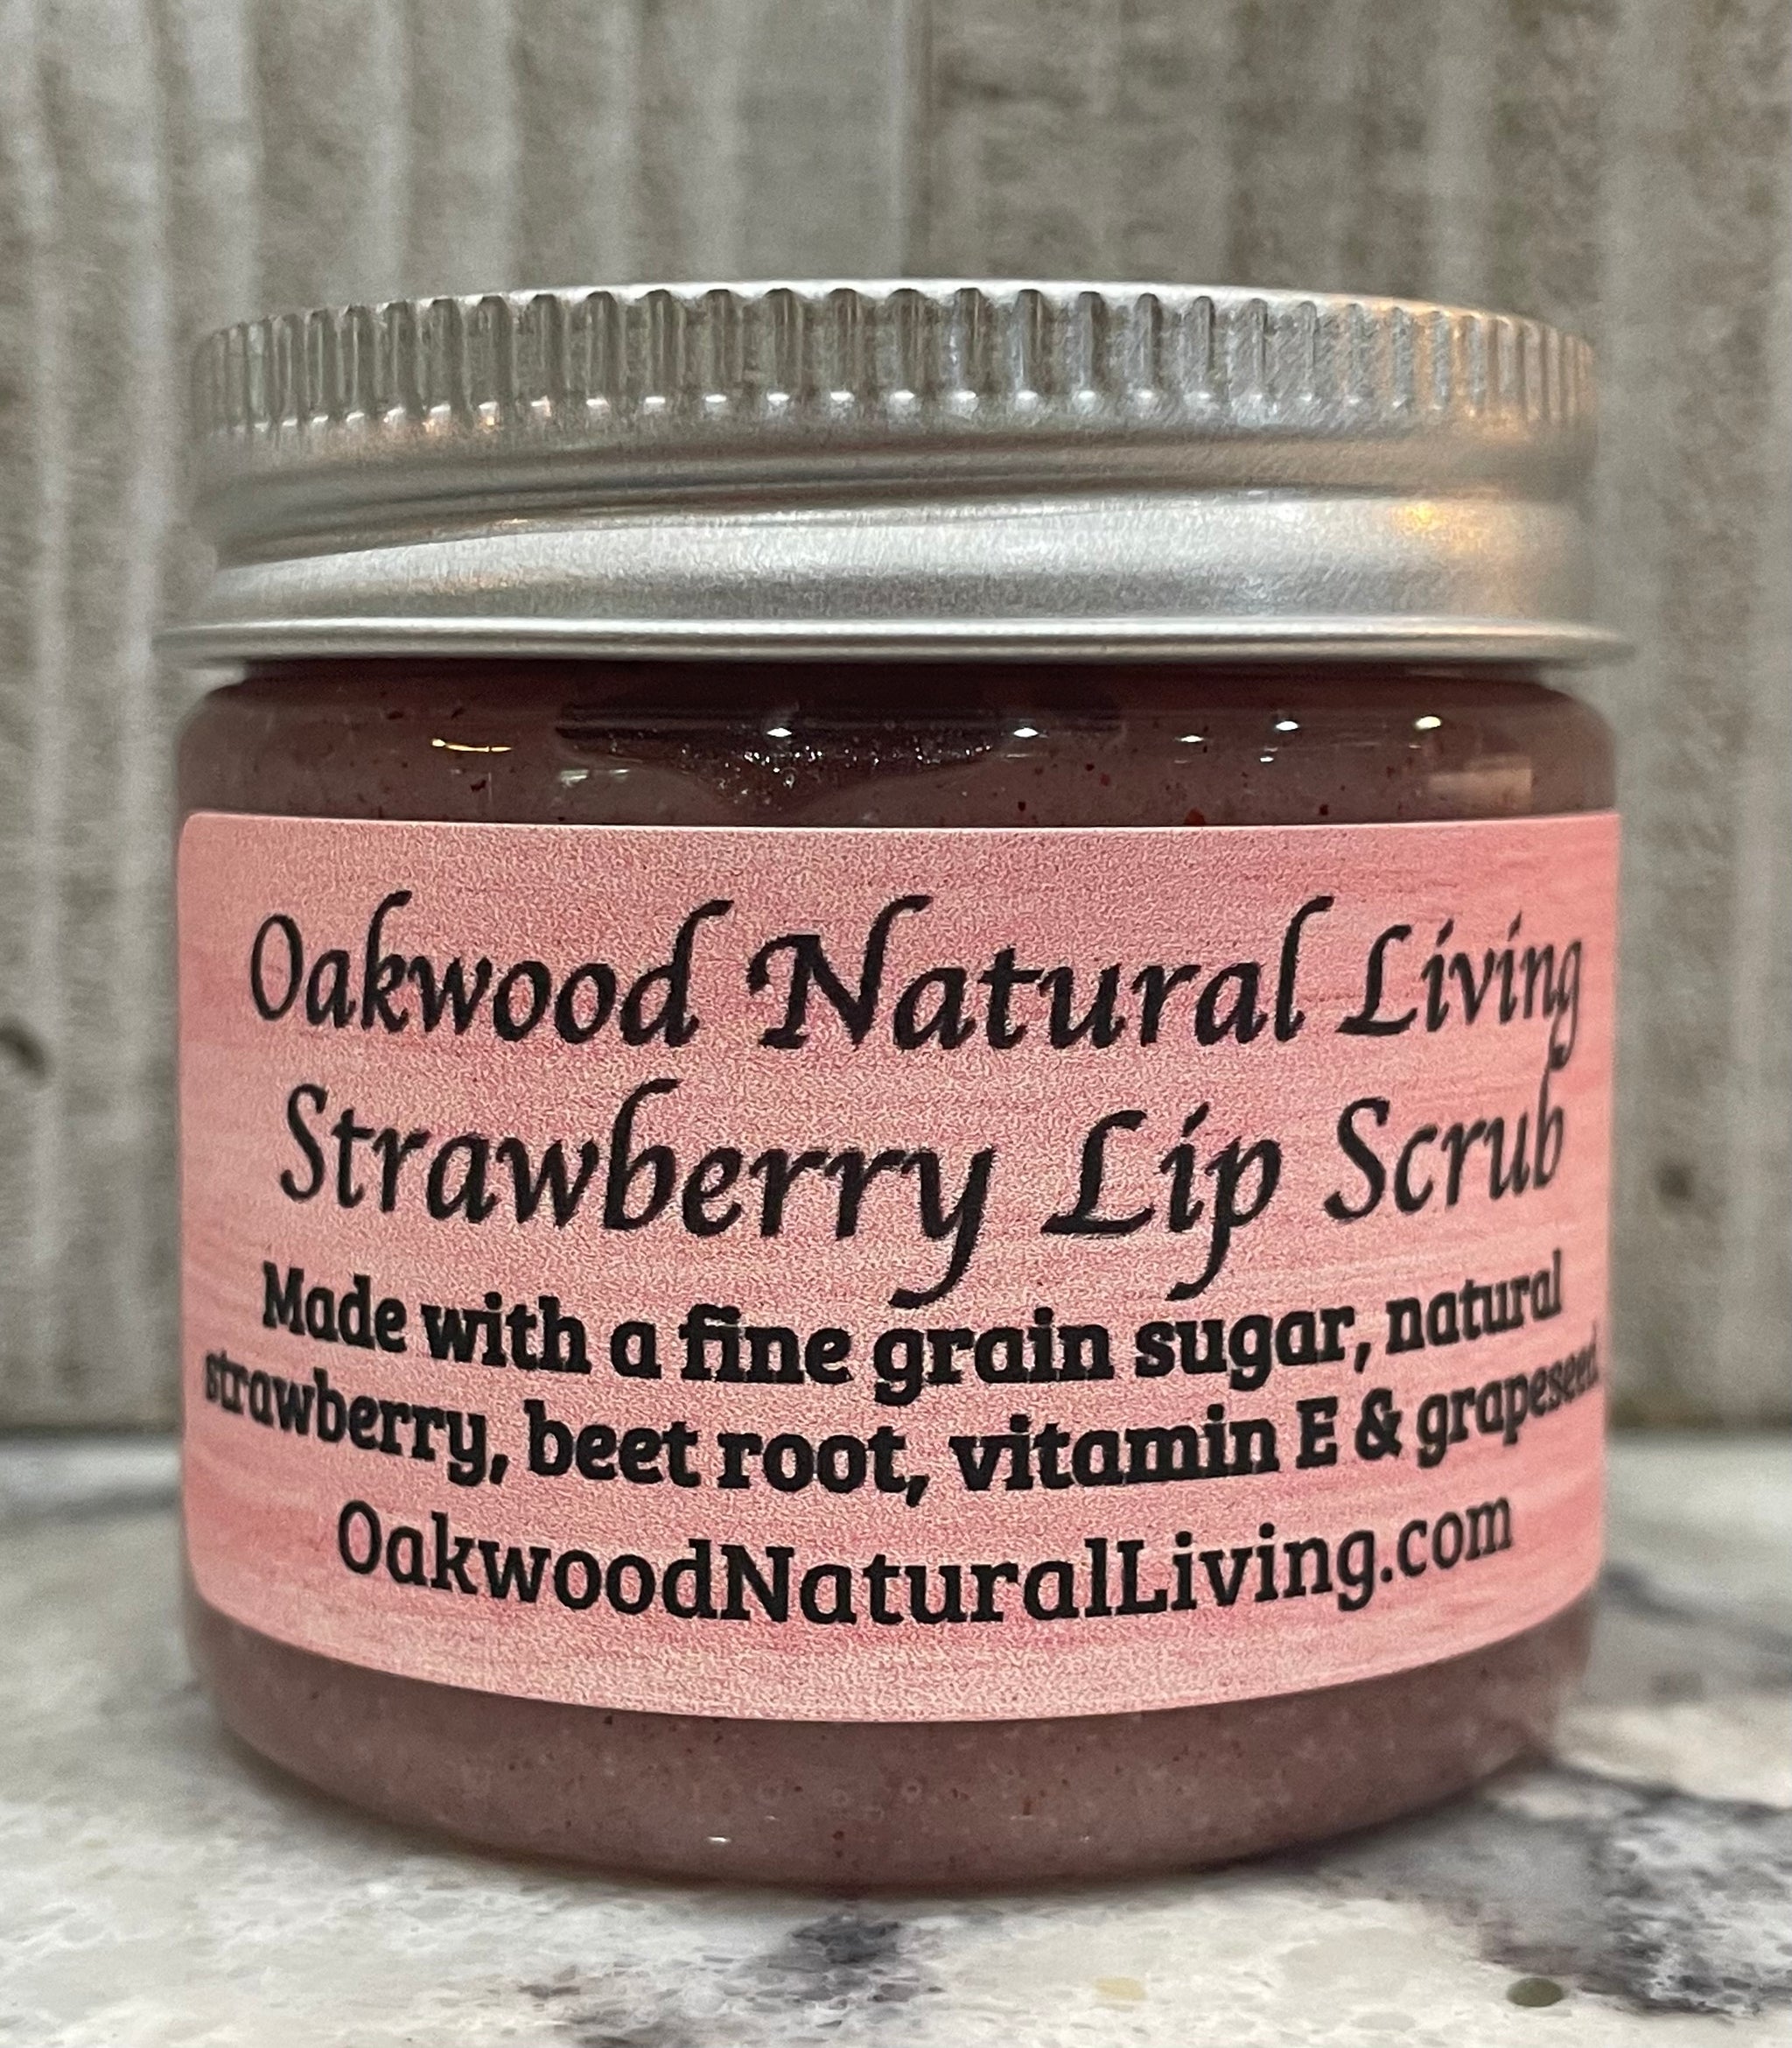 Oakwood Natural Living
Strawberry Lip Scrub
Made with a fine grain sugar, natural
strawberry, beet root, vitamin E & grapeseed.
OakwoodNaturalLiving.com